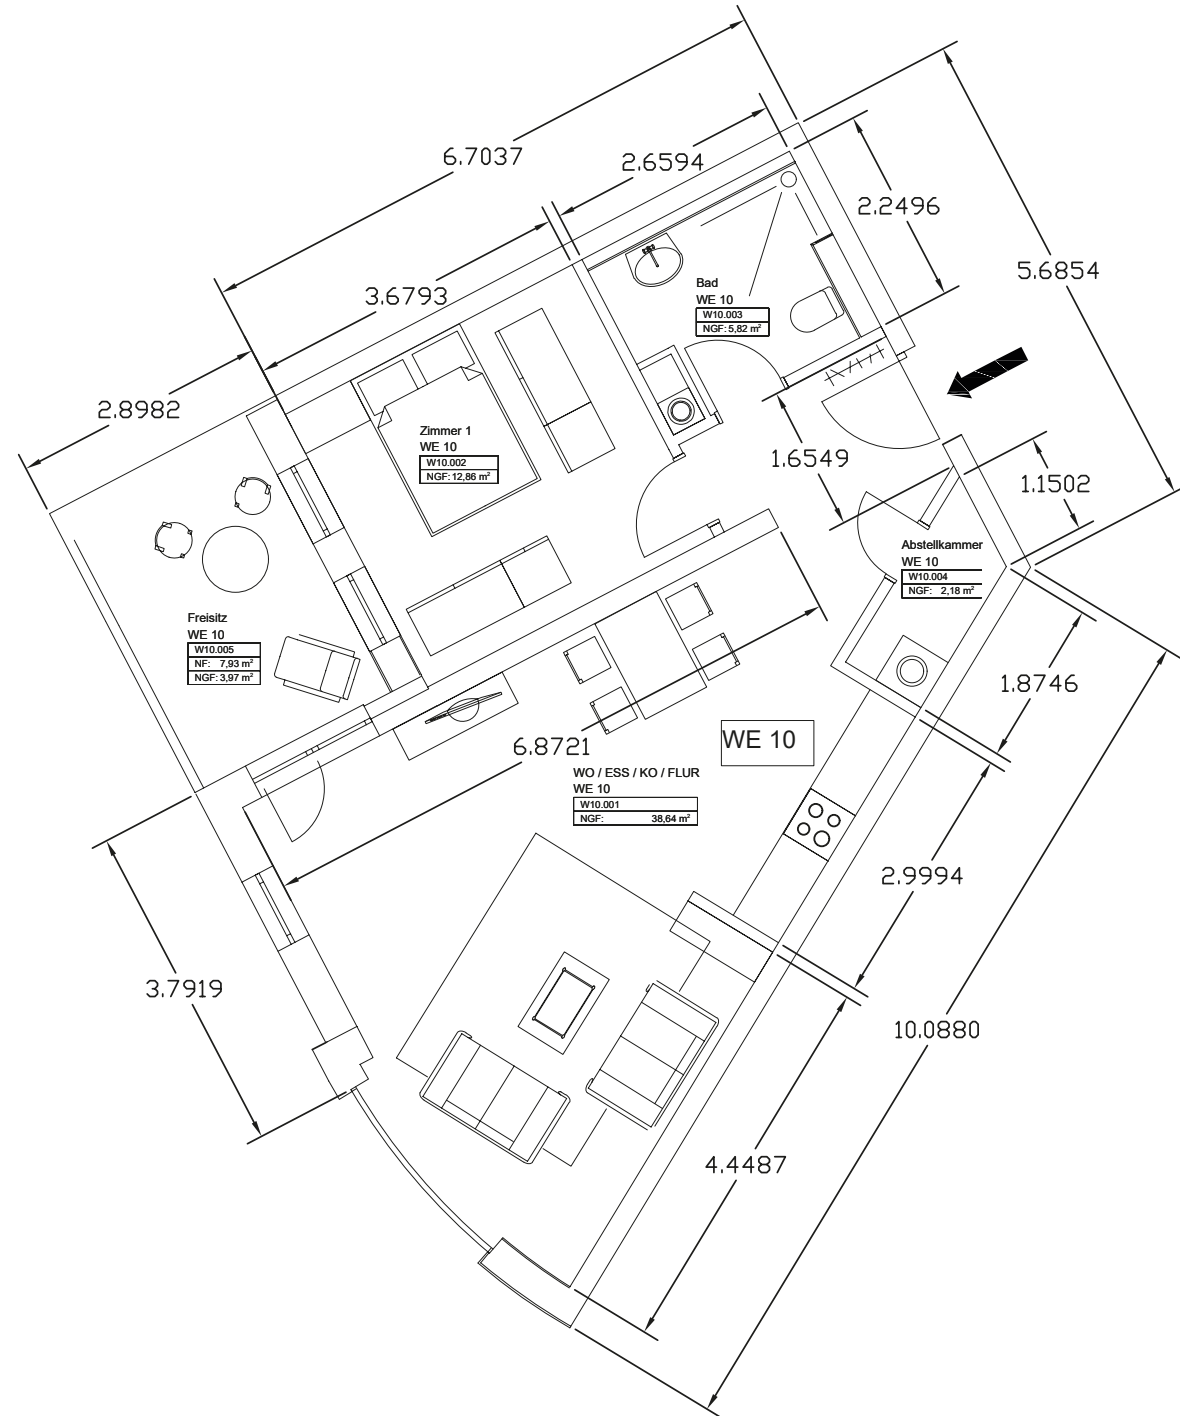 6.7037
2.6594
2.2496
5.6854
3.6793
2.8982
Bad
WE 10
W10.003
NGF: 5,82 m²
Zimmer 1
WE 10
W10.002
NGF: 12,86 m²
1.6549
1.1502
Abstellkammer
WE 10
W10.004
NGF: 2,18 m²
Freisitz
WE 10
W10.005
NF: 7,93 m²
NGF: 3,97 m²
1.8746
6.8721
WE 10
WO / ESS / KO / FLUR
WE 10
W10.001
NGF: 38,64 m²
2.9994
3.7919
10.0880
4.4487